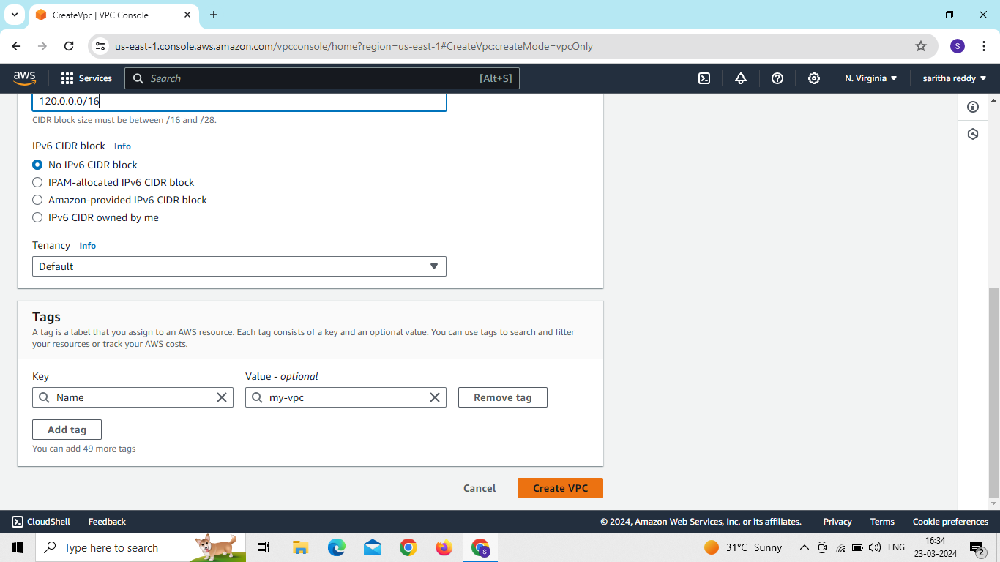 CreateVpc | VPC Console
us-east-1.console.aws.amazon.com/vpcconsole/home?region=us-east-1#CreateVpc:createMode=vpcOnly
S
aws
Services
Search
[Alt+S]
N. Virginia
saritha reddy
120.0.0.0/16
CIDR block size must be between /16 and /28.
IPv6 CIDR block Info
No IPv6 CIDR block
IPAM-allocated IPv6 CIDR block
Amazon-provided IPv6 CIDR block
IPv6 CIDR owned by me
Tenancy Info
Default
Tags
A tag is a label that you assign to an AWS resource. Each tag consists of a key and an optional value. You can use tags to search and filter
your resources or track your AWS costs.
Key
Value - optional
Name
my-vpc
Remove tag
Add tag
You can add 49 more tags
Cancel
Create VPC
CloudShell
Feedback
© 2024, Amazon Web Services, Inc. or its affiliates.
Privacy
Terms
Cookie preferences
Type here to search
S
31°C Sunny
ENG
16:34
23-03-2024
2